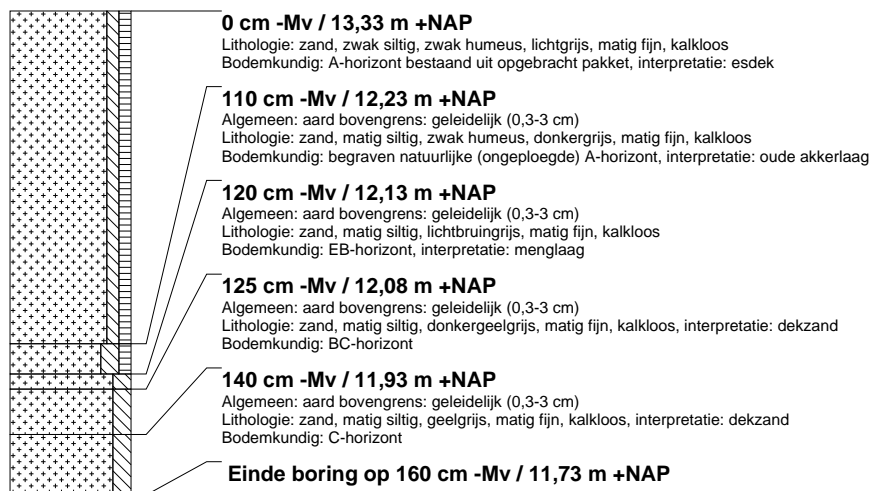 0 cm -Mv / 13,33 m +NAP
Lithologie: zand, zwak siltig, zwak humeus, lichtgrijs, matig fijn, kalkloos
Bodemkundig: A-horizont bestaand uit opgebracht pakket, interpretatie: esdek
110 cm -Mv / 12,23 m +NAP
Algemeen: aard bovengrens: geleidelijk (0,3-3 cm)
Lithologie: zand, matig siltig, zwak humeus, donkergrijs, matig fijn, kalkloos
Bodemkundig: begraven natuurlijke (ongeploegde) A-horizont, interpretatie: oude akkerlaag
120 cm -Mv / 12,13 m +NAP
Algemeen: aard bovengrens: geleidelijk (0,3-3 cm)
Lithologie: zand, matig siltig, lichtbruingrijs, matig fijn, kalkloos
Bodemkundig: EB-horizont, interpretatie: menglaag
125 cm -Mv / 12,08 m +NAP
Algemeen: aard bovengrens: geleidelijk (0,3-3 cm)
Lithologie: zand, matig siltig, donkergeelgrijs, matig fijn, kalkloos, interpretatie: dekzand
Bodemkundig: BC-horizont
140 cm -Mv / 11,93 m +NAP
Algemeen: aard bovengrens: geleidelijk (0,3-3 cm)
Lithologie: zand, matig siltig, geelgrijs, matig fijn, kalkloos, interpretatie: dekzand
Bodemkundig: C-horizont
Einde boring op 160 cm -Mv / 11,73 m +NAP